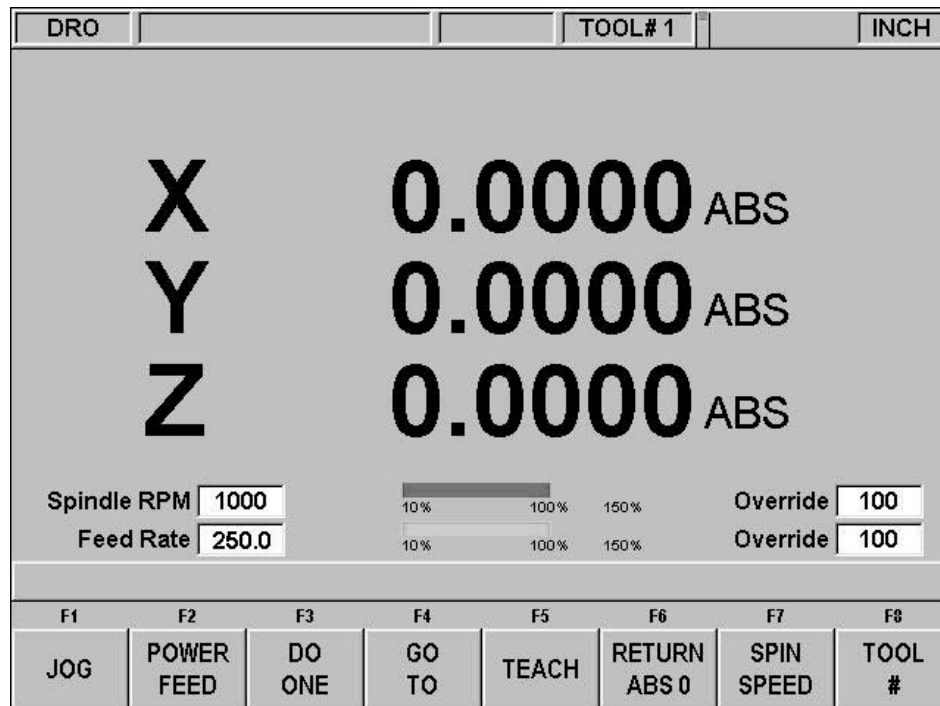 DRO TOOL# 1 INCH
X 0.0000 ABS
Y 0.0000 ABS
Z 0.0000 ABS
Spindle RPM 1000 10% 100% 150% Override 100
Feed Rate 250.0 10% 100% 150% Override 100
F1 F2 F3 F4 F5 F6 F7 F8
JOG POWER FEED DO ONE GO TO TEACH RETURN ABS 0 SPIN SPEED TOOL #